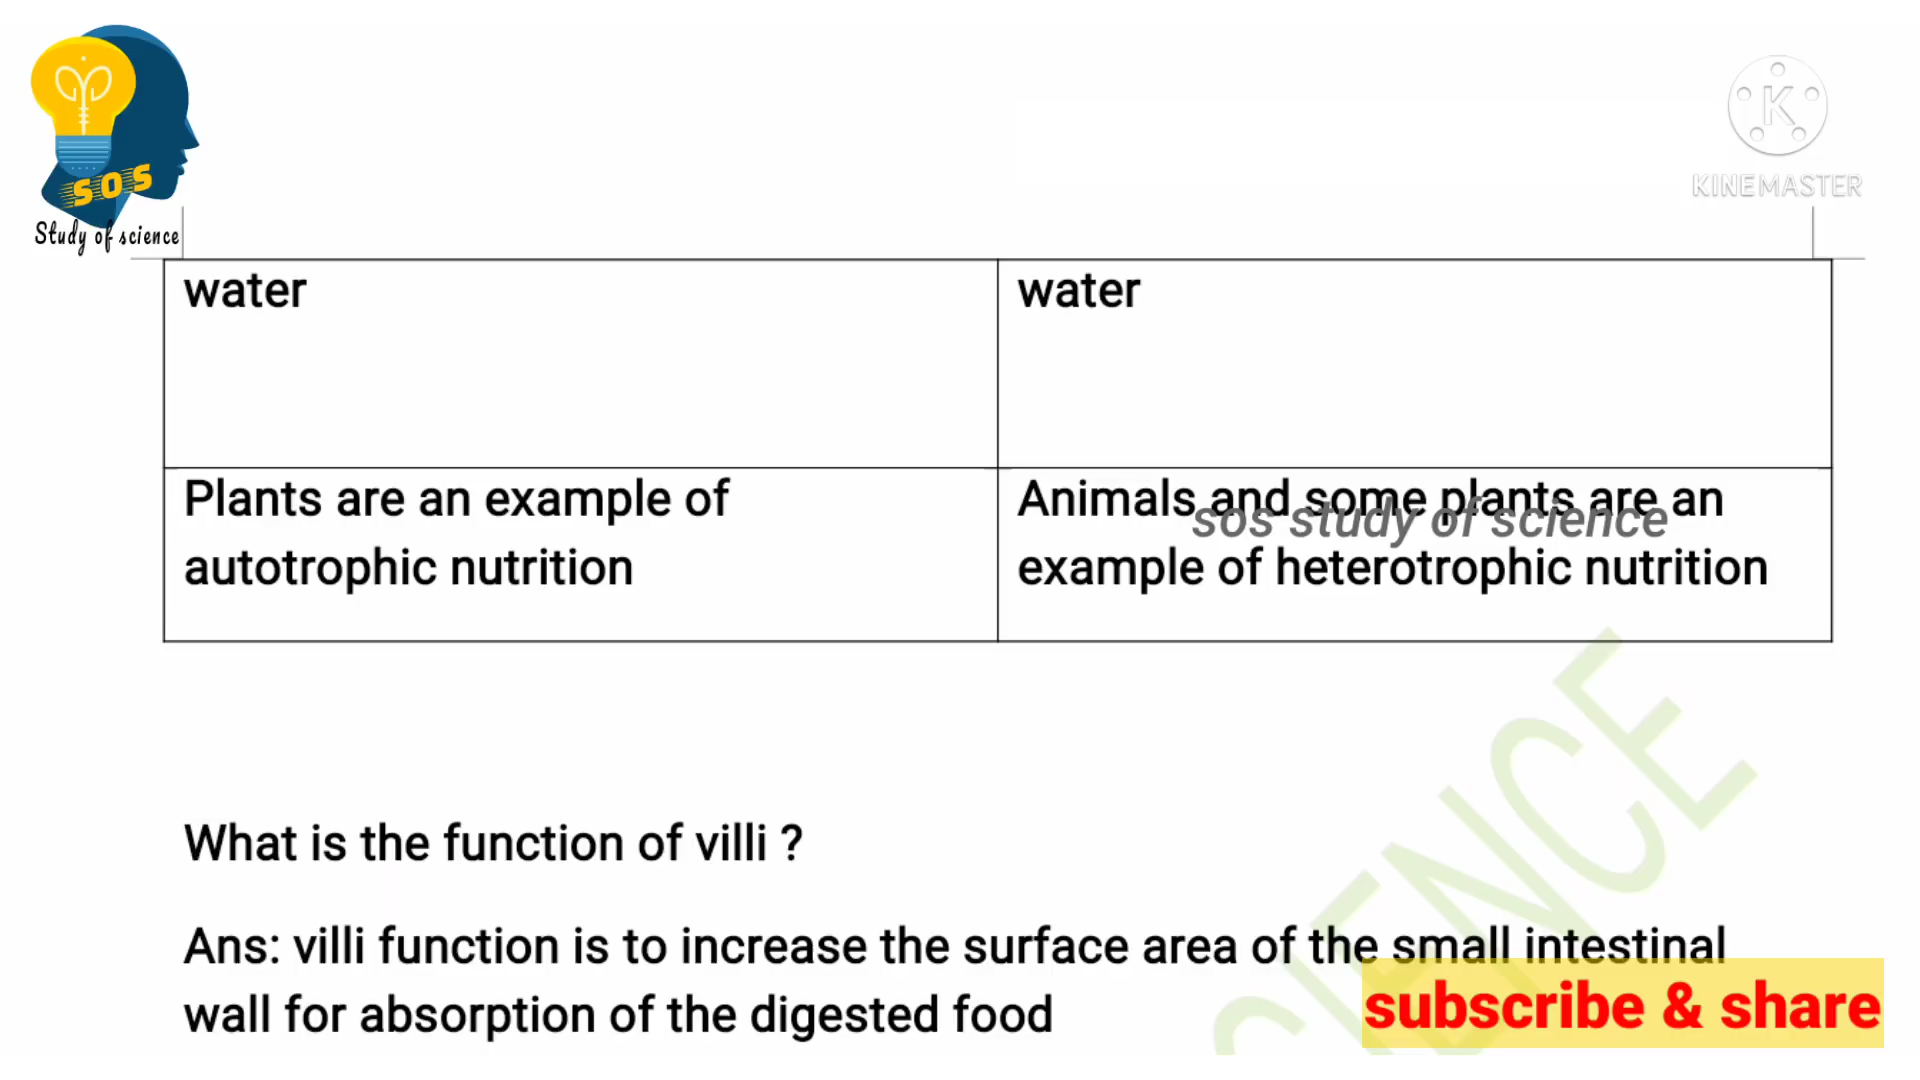 SOS
Study of science
K
KINEMASTER
water
water
Plants are an example of
autotrophic nutrition
Animals and some plants are an
example of heterotrophic nutrition
sos study of science
What is the function of villi ?
Ans: villi function is to increase the surface area of the small intestinal
wall for absorption of the digested food
CIENCE
subscribe & share